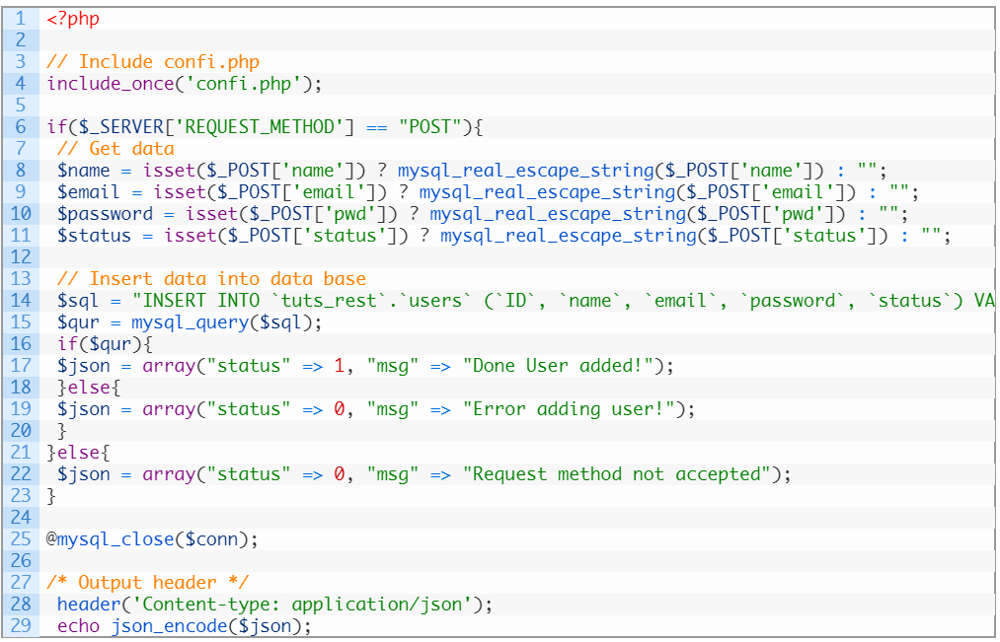 1 <?php
2
3 // Include confi.php
4 include_once('confi.php');
5
6 if($_SERVER['REQUEST_METHOD'] == "POST"){
7 // Get data
8 $name = isset($_POST['name']) ? mysql_real_escape_string($_POST['name']) : "";
9 $email = isset($_POST['email']) ? mysql_real_escape_string($_POST['email']) : "";
10 $password = isset($_POST['pwd']) ? mysql_real_escape_string($_POST['pwd']) : "";
11 $status = isset($_POST['status']) ? mysql_real_escape_string($_POST['status']) : "";
12
13 // Insert data into data base
14 $sql = "INSERT INTO `tuts_rest`.`users` (`ID`, `name`, `email`, `password`, `status`) VA
15 $qur = mysql_query($sql);
16 if($qur){
17 $json = array("status" => 1, "msg" => "Done User added!");
18 }else{
19 $json = array("status" => 0, "msg" => "Error adding user!");
20 }
21 }else{
22 $json = array("status" => 0, "msg" => "Request method not accepted");
23 }
24
25 @mysql_close($conn);
26
27 /* Output header */
28 header('Content-type: application/json');
29 echo json_encode($json);